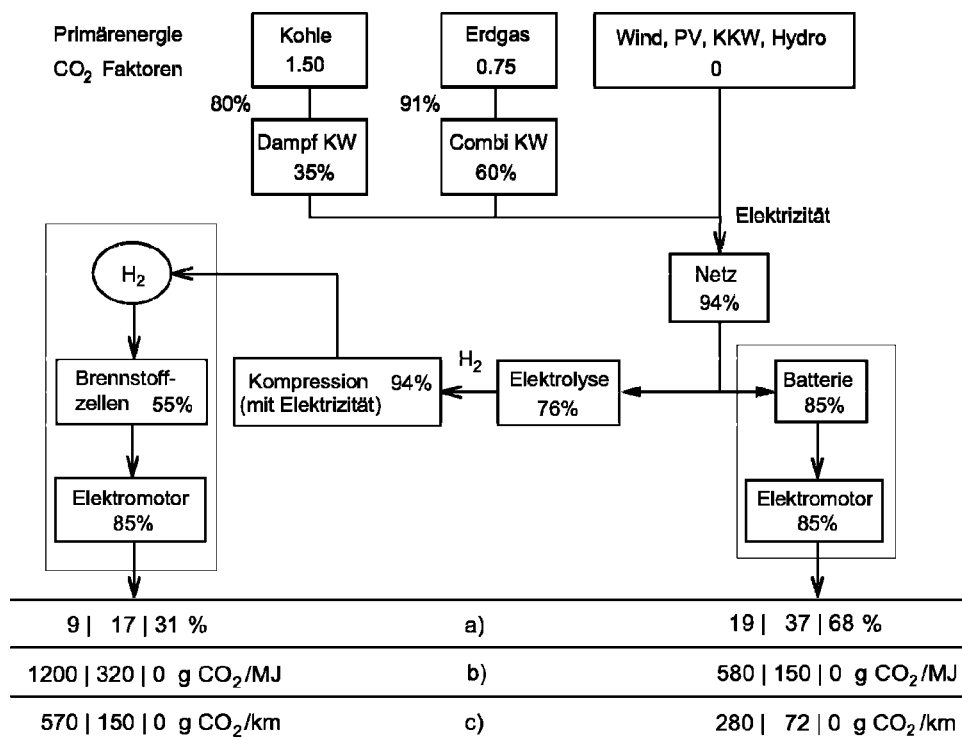 Primärenergie
CO2 Faktoren
Kohle
1.50
Erdgas
0.75
Wind, PV, KKW, Hydro
0
80%
91%
Dampf KW
35%
Combi KW
60%
Elektrizität
Netz
94%
H2
Brennstoff-
zellen 55%
Elektromotor
85%
Kompression 94%
(mit Elektrizität)
H2
Elektrolyse
76%
Batterie
85%
Elektromotor
85%
9 | 17 | 31 % a) 19 | 37 | 68 %
1200 | 320 | 0 g CO2/MJ b) 580 | 150 | 0 g CO2/MJ
570 | 150 | 0 g CO2/km c) 280 | 72 | 0 g CO2/km